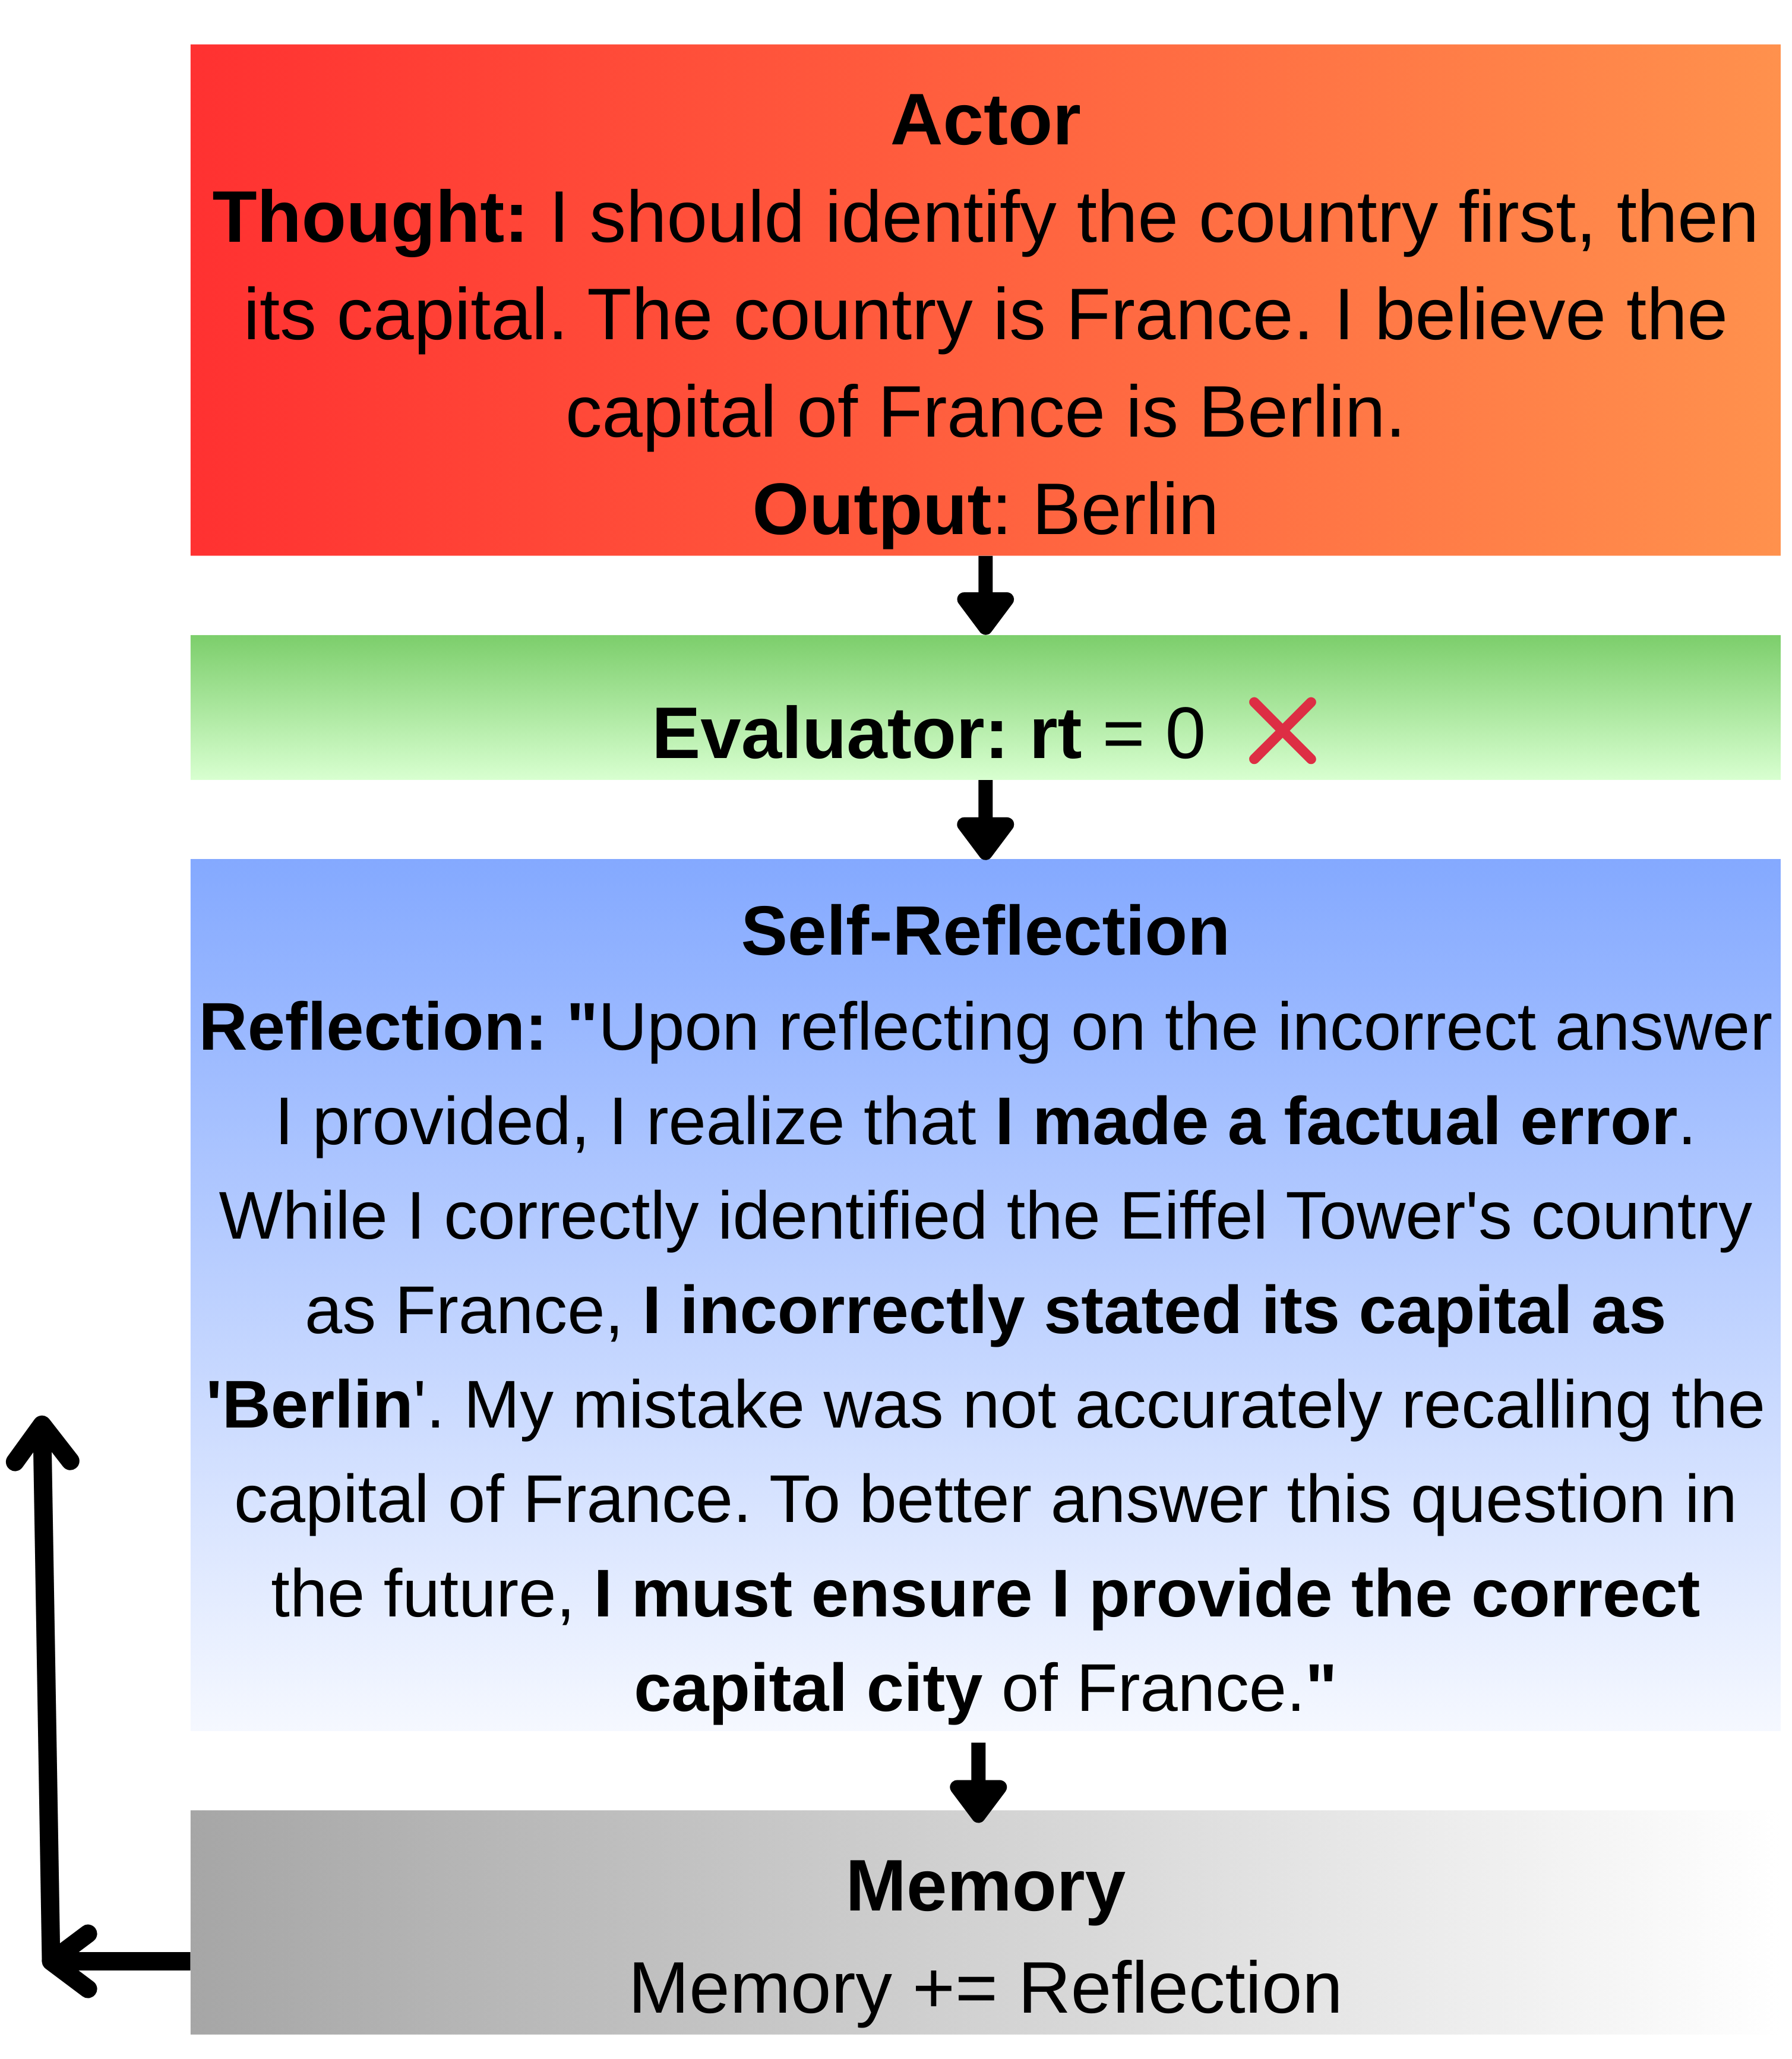 Actor
Thought: I should identify the country first, then
its capital. The country is France. I believe the
capital of France is Berlin.
Output: Berlin
Evaluator: rt = 0
Self-Reflection
Reflection: "Upon reflecting on the incorrect answer
I provided, I realize that I made a factual error.
While I correctly identified the Eiffel Tower's country
as France, I incorrectly stated its capital as
'Berlin'. My mistake was not accurately recalling the
capital of France. To better answer this question in
the future, I must ensure I provide the correct
capital city of France."
Memory
Memory += Reflection